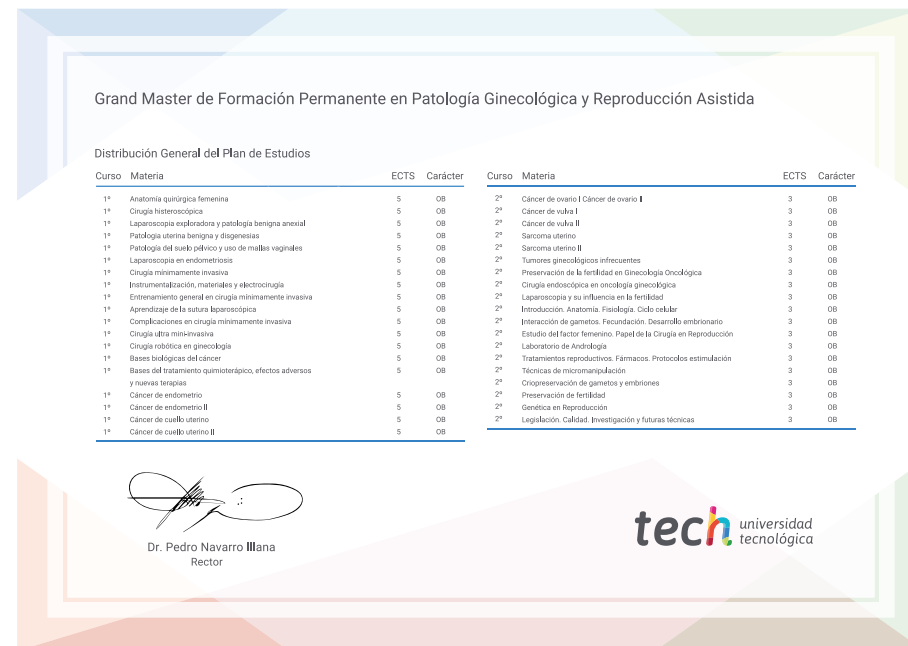 Grand Master de Formación Permanente en Patología Ginecológica y Reproducción Asistida
Distribución General del Plan de Estudios
Curso Materia ECTS Carácter
1º Anatomía quirúrgica femenina 5 OB
1º Cirugía histeroscópica 5 OB
1º Laparoscopia exploradora y patología benigna anexial 5 OB
1º Patologia uterina benigna y disgenesias 5 OB
1º Patología del suelo pélvico y uso de mallas vaginales 5 OB
1º Laparoscopia en endometriosis 5 OB
1º Cirugía mínimamente invasiva 5 OB
1º Instrumentalización, materiales y electrocirugía 5 OB
1º Entrenamiento general en cirugía mínimamente invasiva 5 OB
1º Aprendizaje de la sutura laparoscópica 5 OB
1º Complicaciones en cirugía mínimamente invasiva 5 OB
1º Cirugía ultra mini-invasiva 5 OB
1º Cirugía robótica en ginecología 5 OB
1º Bases biológicas del cáncer 5 OB
1º Bases del tratamiento quimioterápico, efectos adversos 5 OB
y nuevas terapias
1º Cáncer de endometrio 5 OB
1º Cáncer de endometrio II 5 OB
1º Cáncer de cuello uterino 5 OB
1º Cáncer de cuello uterino II 5 OB
Curso Materia ECTS Carácter
2º Cáncer de ovario I Cáncer de ovario II 3 OB
2º Cáncer de vulva I 3 OB
2º Cáncer de vulva II 3 OB
2º Sarcoma uterino 3 OB
2º Sarcoma uterino II 3 OB
2º Tumores ginecológicos infrecuentes 3 OB
2º Preservación de la fertilidad en Ginecología Oncológica 3 OB
2º Cirugía endoscópica en oncología ginecológica 3 OB
2º Laparoscopia y su influencia en la fertilidad 3 OB
2º Introducción. Anatomía. Fisiología. Ciclo celular 3 OB
2º Interacción de gametos. Fecundación. Desarrollo embrionario 3 OB
2º Estudio del factor femenino. Papel de la Cirugía en Reproducción 3 OB
2º Laboratorio de Andrología 3 OB
2º Tratamientos reproductivos. Fármacos. Protocolos estimulación 3 OB
2º Técnicas de micromanipulación 3 OB
2º Criopreservación de gametos y embriones 3 OB
2º Preservación de fertilidad 3 OB
2º Genética en Reproducción 3 OB
2º Legislación. Calidad. Investigación y futuras técnicas 3 OB
Dr. Pedro Navarro Illana
Rector
tech universidad
tecnológica